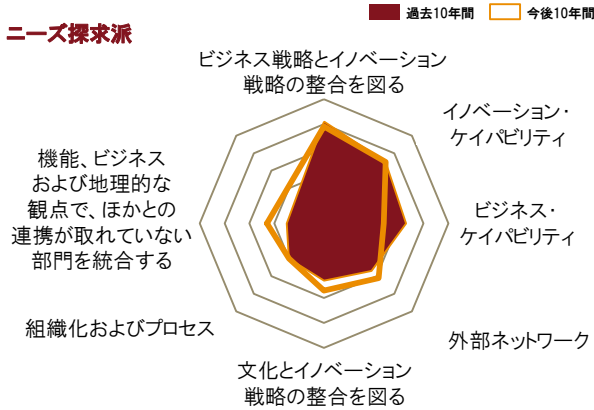 過去10年間
今後10年間
ニーズ探求派
ビジネス戦略とイノベーション
戦略の整合を図る
イノベーション・
ケイパビリティ
ビジネス・
ケイパビリティ
外部ネットワーク
文化とイノベーション
戦略の整合を図る
組織化およびプロセス
機能、ビジネス
および地理的な
観点で、ほかとの
連携が取れていない
部門を統合する